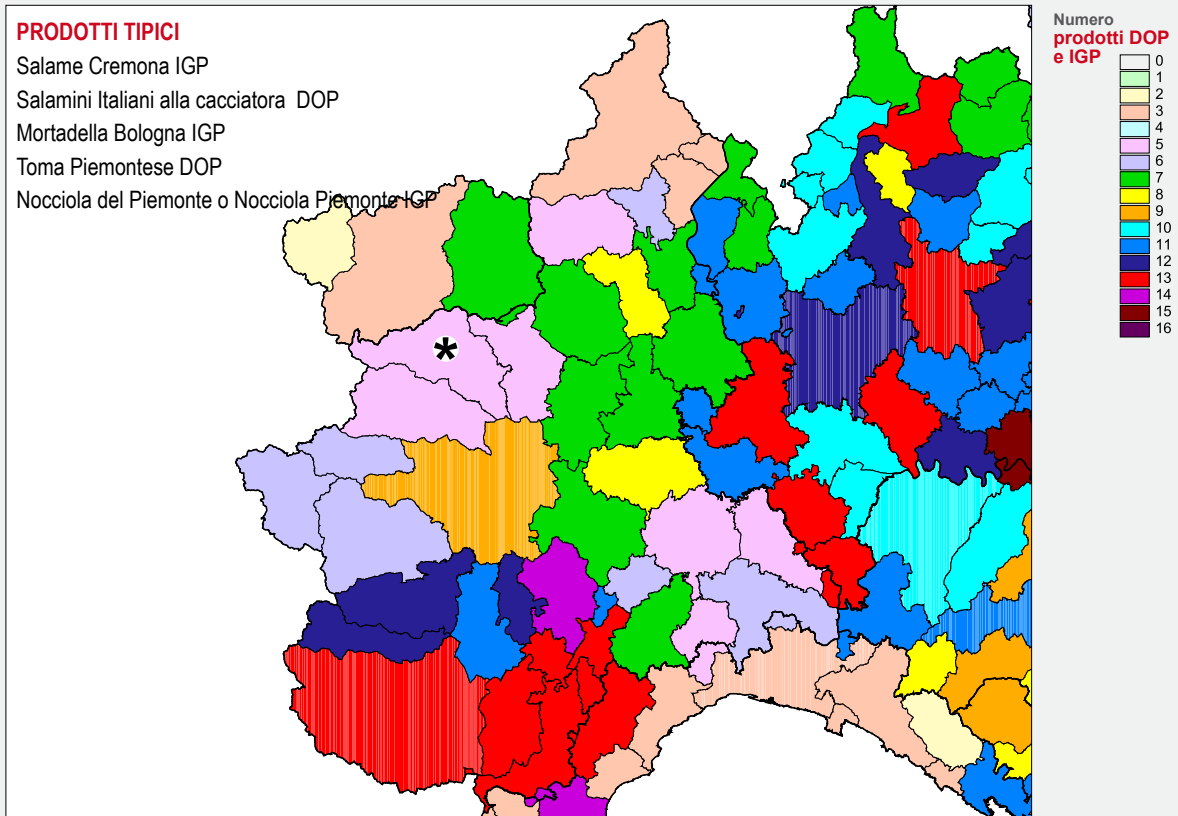 PRODOTTI TIPICI
Salame Cremona IGP
Salamini Italiani alla cacciatora DOP
Mortadella Bologna IGP
Toma Piemontese DOP
Nocciola del Piemonte o Nocciola Piemonte IGP
*
Numero
prodotti DOP
e IGP
0
1
2
3
4
5
6
7
8
9
10
11
12
13
14
15
16